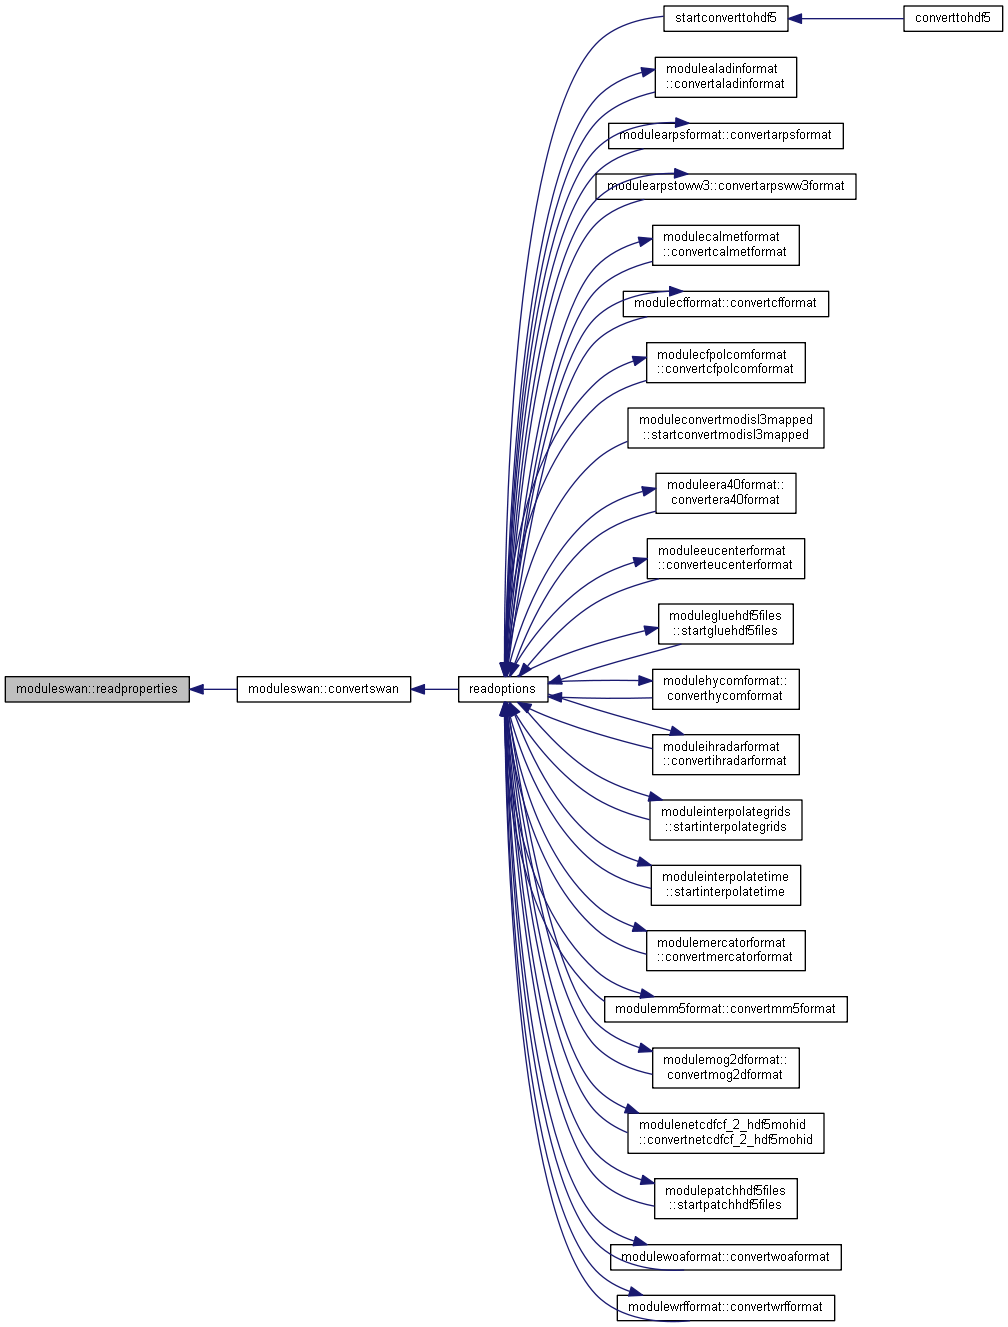 startconverttohdf5
converttohdf5
modulealadinformat
::convertaladinformat
modulearpsformat::convertarpsformat
modulearpstoww3::convertarpsww3format
modulecalmetformat
::convertcalmetformat
modulecfformat::convertcfformat
modulecfpolcomformat
::convertcfpolcomformat
moduleconvertmodisl3mapped
::startconvertmodisl3mapped
moduleera40format::
convertera40format
moduleeucenterformat
::converteucenterformat
modulegluehdf5files
::startgluehdf5files
moduleswan::readproperties
moduleswan::convertswan
readoptions
modulehycomformat::
converthycomformat
moduleihradarformat
::convertihradarformat
moduleinterpolategrids
::startinterpolategrids
moduleinterpolatetime
::startinterpolatetime
modulemercatorformat
::convertmercatorformat
modulemm5format::convertmm5format
modulemog2dformat::
convertmog2dformat
modulenetcdfcf_2_hdf5mohid
::convertnetcdfcf_2_hdf5mohid
modulepatchhdf5files
::startpatchhdf5files
modulewoaformat::convertwoaformat
modulewrfformat::convertwrfformat